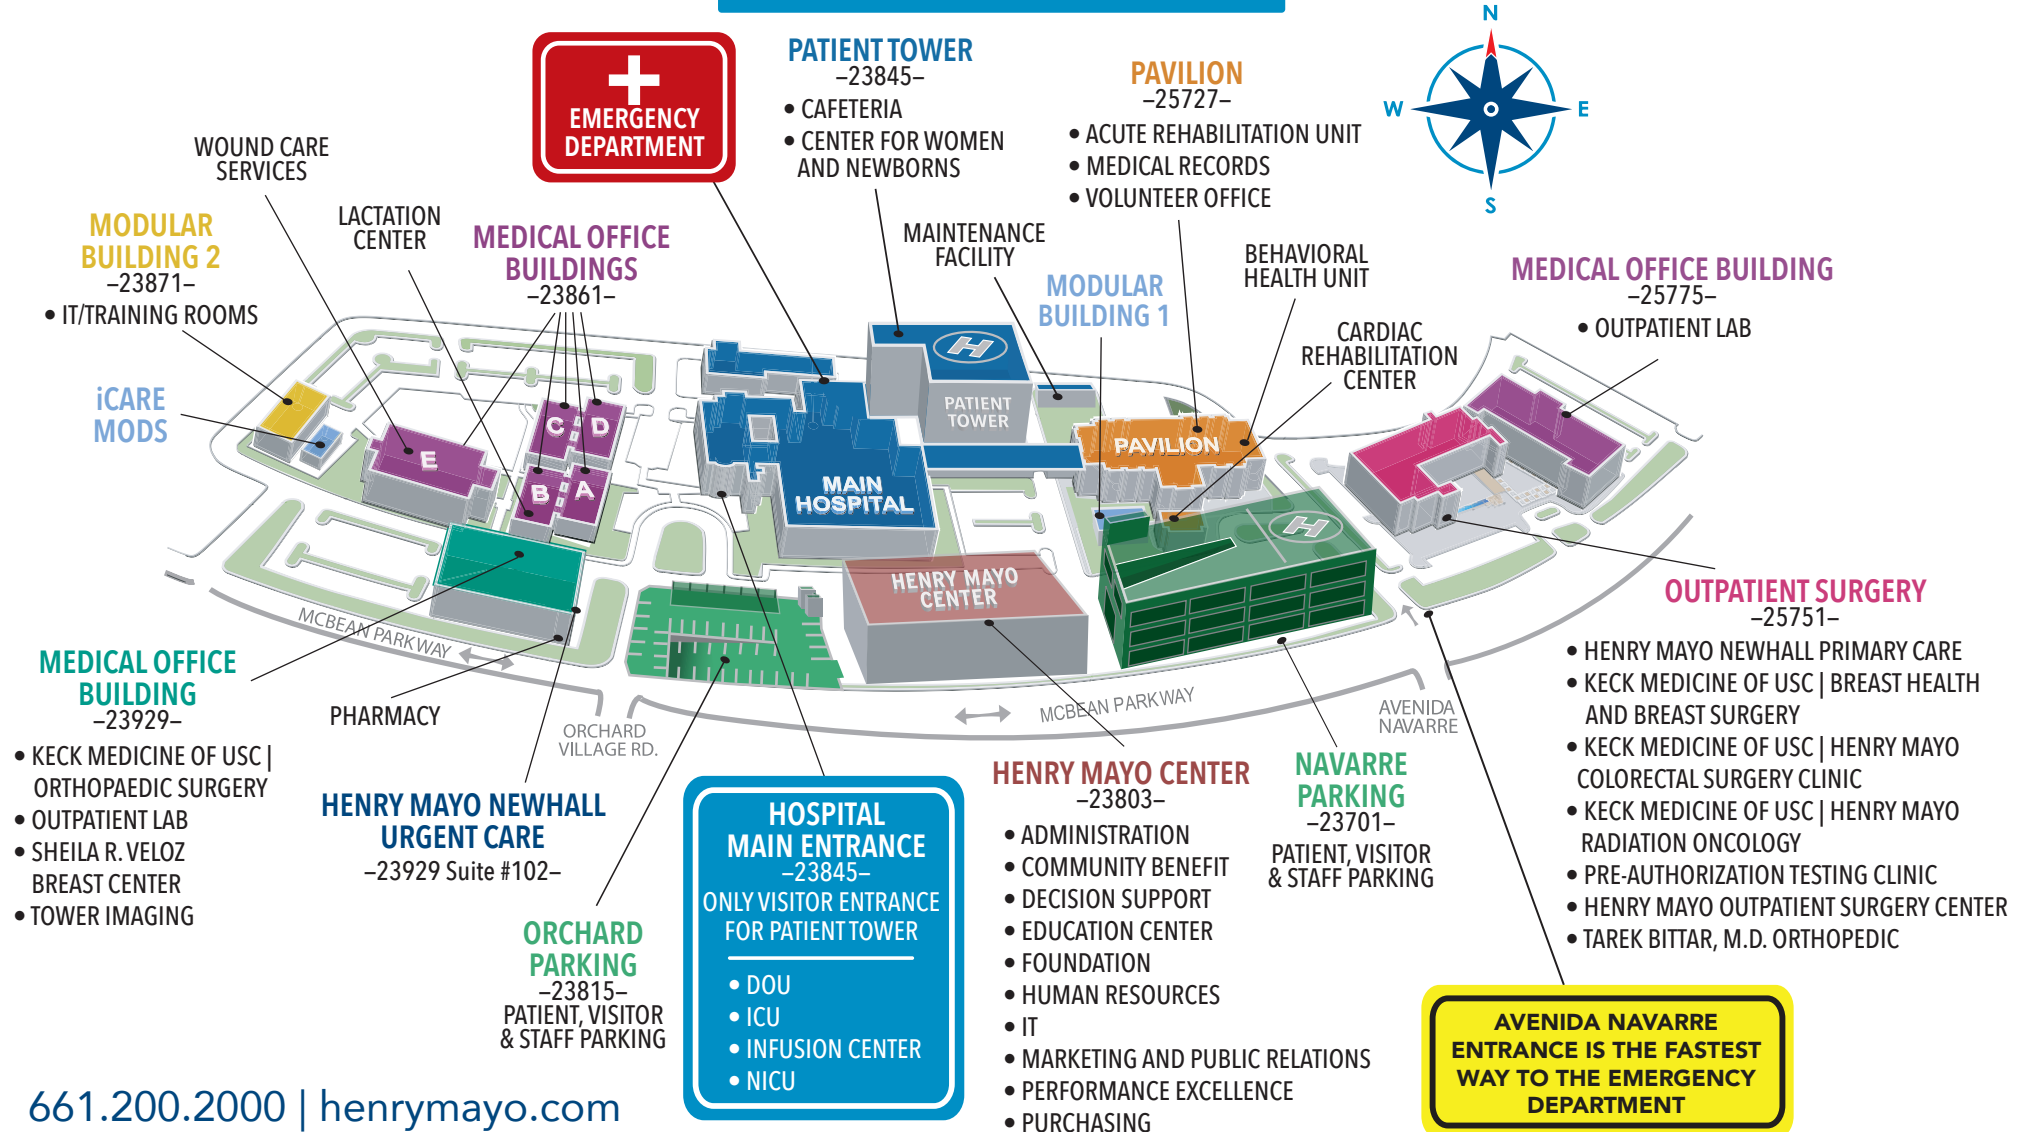 N
W
E
S
EMERGENCY
DEPARTMENT
PATIENT TOWER
–23845–
• CAFETERIA
• CENTER FOR WOMEN
AND NEWBORNS
PAVILION
–25727–
• ACUTE REHABILITATION UNIT
• MEDICAL RECORDS
• VOLUNTEER OFFICE
WOUND CARE
SERVICES
LACTATION
CENTER
MODULAR
BUILDING 2
–23871–
• IT/TRAINING ROOMS
MEDICAL OFFICE
BUILDINGS
–23861–
MAINTENANCE
FACILITY
MODULAR
BUILDING 1
BEHAVIORAL
HEALTH UNIT
CARDIAC
REHABILITATION
CENTER
MEDICAL OFFICE BUILDING
–25775–
• OUTPATIENT LAB
iCARE
MODS
E
C
D
B
A
PATIENT
TOWER
H
MAIN
HOSPITAL
PAVILION
H
HENRY MAYO
CENTER
MCBEAN PARKWAY
MCBEAN PARKWAY
ORCHARD
VILLAGE RD.
AVENIDA
NAVARRE
MEDICAL OFFICE
BUILDING
–23929–
• KECK MEDICINE OF USC |
ORTHOPAEDIC SURGERY
• OUTPATIENT LAB
• SHEILA R. VELOZ
BREAST CENTER
• TOWER IMAGING
PHARMACY
HENRY MAYO NEWHALL
URGENT CARE
–23929 Suite #102–
ORCHARD
PARKING
–23815–
PATIENT, VISITOR
& STAFF PARKING
HOSPITAL
MAIN ENTRANCE
–23845–
ONLY VISITOR ENTRANCE
FOR PATIENT TOWER
• DOU
• ICU
• INFUSION CENTER
• NICU
HENRY MAYO CENTER
–23803–
• ADMINISTRATION
• COMMUNITY BENEFIT
• DECISION SUPPORT
• EDUCATION CENTER
• FOUNDATION
• HUMAN RESOURCES
• IT
• MARKETING AND PUBLIC RELATIONS
• PERFORMANCE EXCELLENCE
• PURCHASING
NAVARRE
PARKING
–23701–
PATIENT, VISITOR
& STAFF PARKING
OUTPATIENT SURGERY
–25751–
• HENRY MAYO NEWHALL PRIMARY CARE
• KECK MEDICINE OF USC | BREAST HEALTH
AND BREAST SURGERY
• KECK MEDICINE OF USC | HENRY MAYO
COLORECTAL SURGERY CLINIC
• KECK MEDICINE OF USC | HENRY MAYO
RADIATION ONCOLOGY
• PRE-AUTHORIZATION TESTING CLINIC
• HENRY MAYO OUTPATIENT SURGERY CENTER
• TAREK BITTAR, M.D. ORTHOPEDIC
AVENIDA NAVARRE
ENTRANCE IS THE FASTEST
WAY TO THE EMERGENCY
DEPARTMENT
661.200.2000 | henrymayo.com